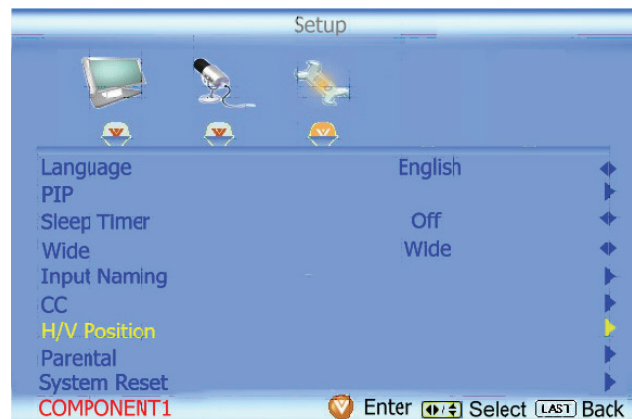 Setup
Language English
PIP
Sleep Timer Off
Wide Wide
Input Naming
CC
H/V Position
Parental
System Reset
COMPONENT1 Enter Select LAST Back